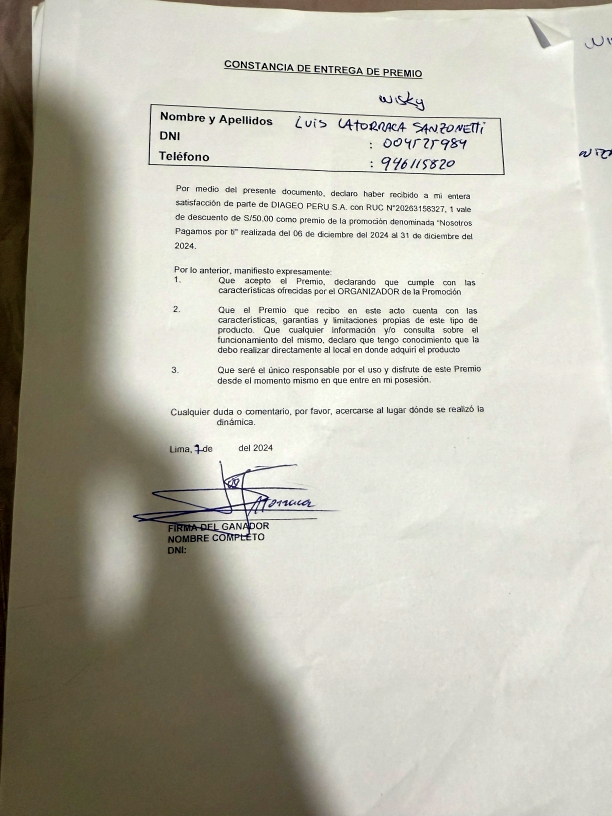 CONSTANCIA DE ENTREGA DE PREMIO
wisky
Nombre y Apellidos LUIS LATORRACA SANZONETTI
DNI : 004525984
Teléfono : 946115820
Por medio del presente documento, declaro haber recibido a mi entera
satisfacción de parte de DIAGEO PERU S.A. con RUC N°20263158327, 1 vale
de descuento de S/50.00 como premio de la promoción denominada "Nosotros
Pagamos por ti" realizada del 06 de diciembre del 2024 al 31 de diciembre del
2024.
Por lo anterior, manifiesto expresamente:
1. Que acepto el Premio, declarando que cumple con las
características ofrecidas por el ORGANIZADOR de la Promoción
2. Que el Premio que recibo en este acto cuenta con las
características, garantías y limitaciones propias de este tipo de
producto. Que cualquier información y/o consulta sobre el
funcionamiento del mismo, declaro que tengo conocimiento que la
debo realizar directamente al local en donde adquirí el producto
3. Que seré el único responsable por el uso y disfrute de este Premio
desde el momento mismo en que entre en mi posesión.
Cualquier duda o comentario, por favor, acercarse al lugar dónde se realizó la
dinámica.
Lima, 7 de del 2024
FIRMA DEL GANADOR
NOMBRE COMPLETO
DNI: